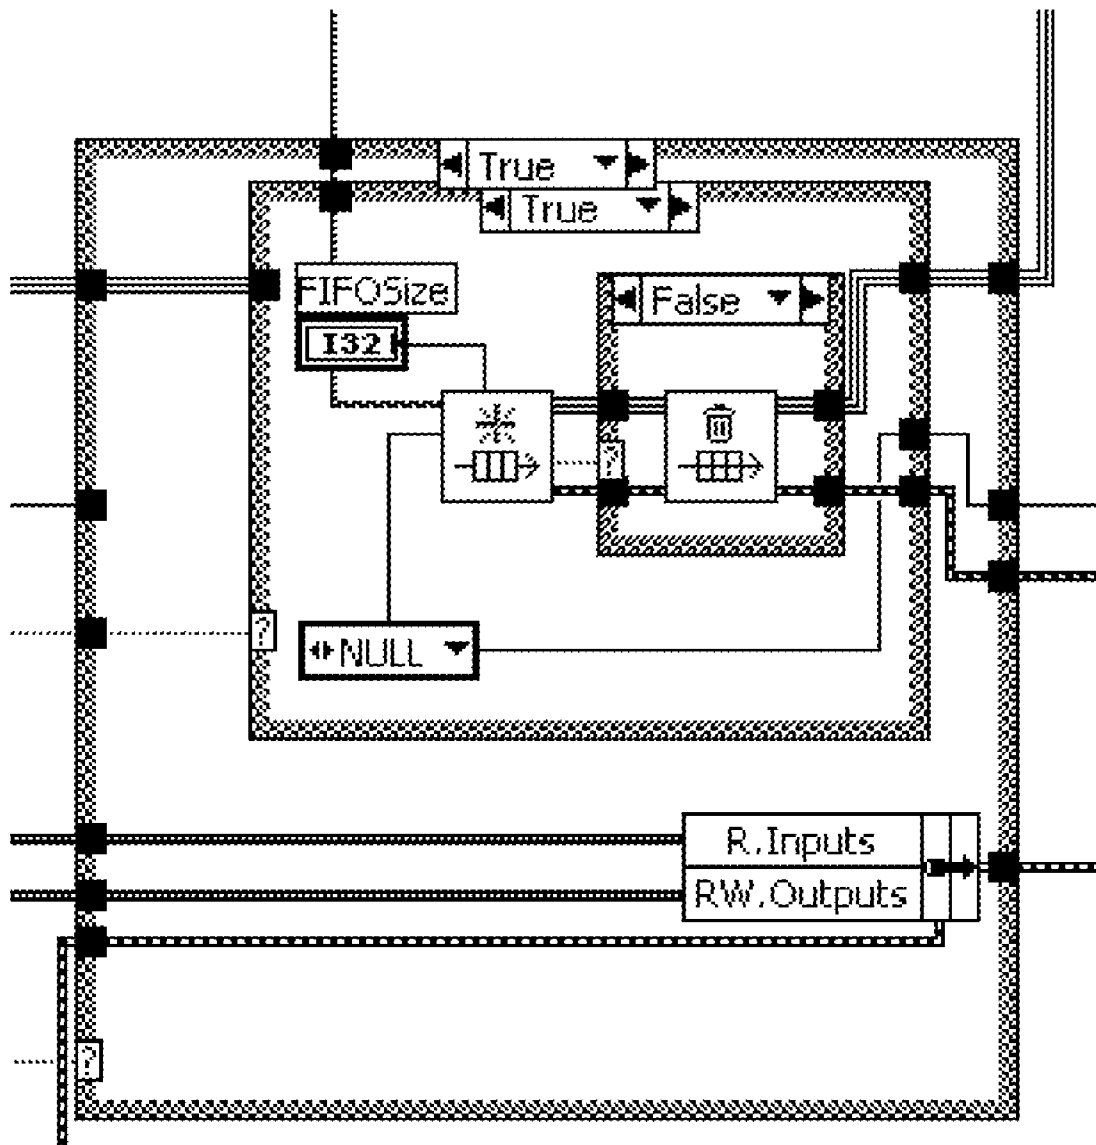 True
True
FIFOSize
False
I32
?
NULL
?
R.Inputs
RW.Outputs
?